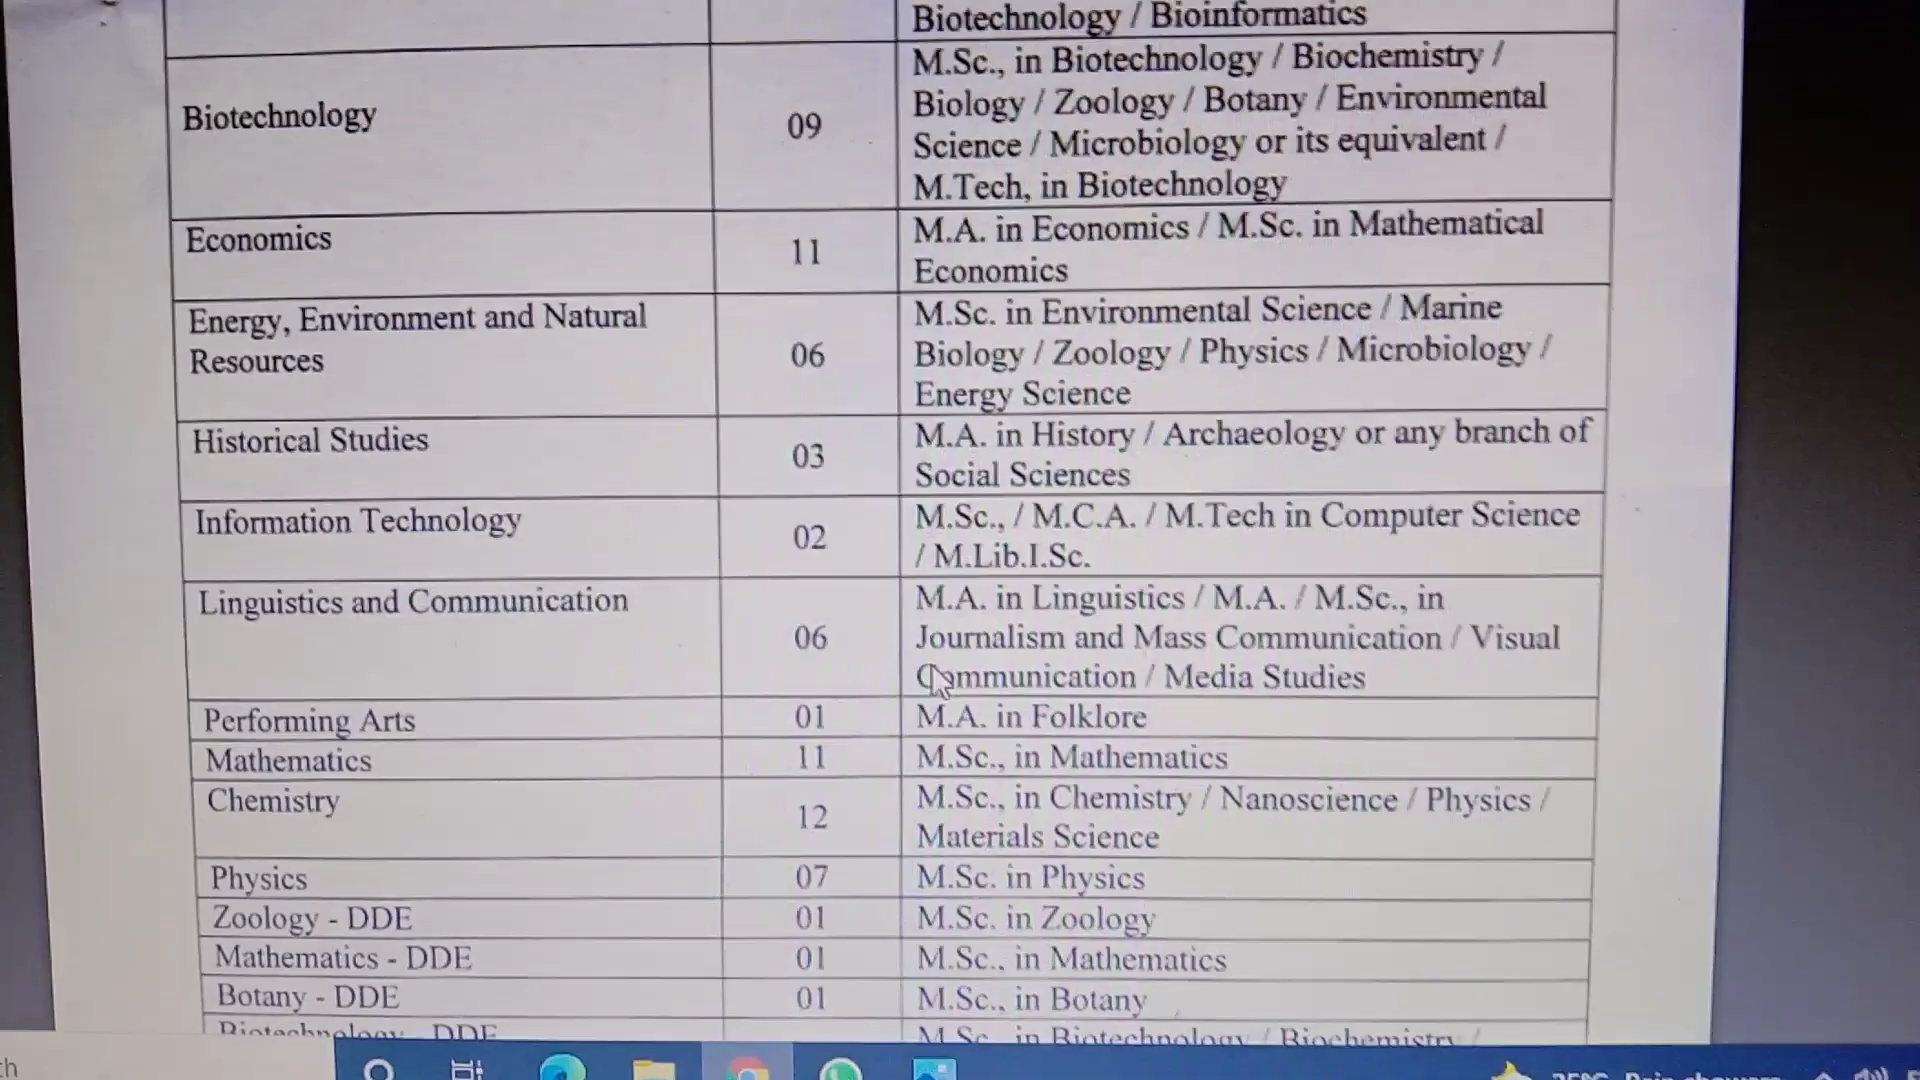 Biotechnology / Bioinformatics
Biotechnology
09
M.Sc., in Biotechnology / Biochemistry /
Biology / Zoology / Botany / Environmental
Science / Microbiology or its equivalent /
M.Tech, in Biotechnology
Economics
11
M.A. in Economics / M.Sc. in Mathematical
Economics
Energy, Environment and Natural
Resources
06
M.Sc. in Environmental Science / Marine
Biology / Zoology / Physics / Microbiology /
Energy Science
Historical Studies
03
M.A. in History / Archaeology or any branch of
Social Sciences
Information Technology
02
M.Sc., / M.C.A. / M.Tech in Computer Science
/ M.Lib.I.Sc.
Linguistics and Communication
06
M.A. in Linguistics / M.A. / M.Sc., in
Journalism and Mass Communication / Visual
Communication / Media Studies
Performing Arts
01
M.A. in Folklore
Mathematics
11
M.Sc., in Mathematics
Chemistry
12
M.Sc., in Chemistry / Nanoscience / Physics /
Materials Science
Physics
07
M.Sc. in Physics
Zoology - DDE
01
M.Sc. in Zoology
Mathematics - DDE
01
M.Sc., in Mathematics
Botany - DDE
01
M.Sc., in Botany
Biotechnology - DDE
M.Sc. in Biotechnology / Biochemistry /